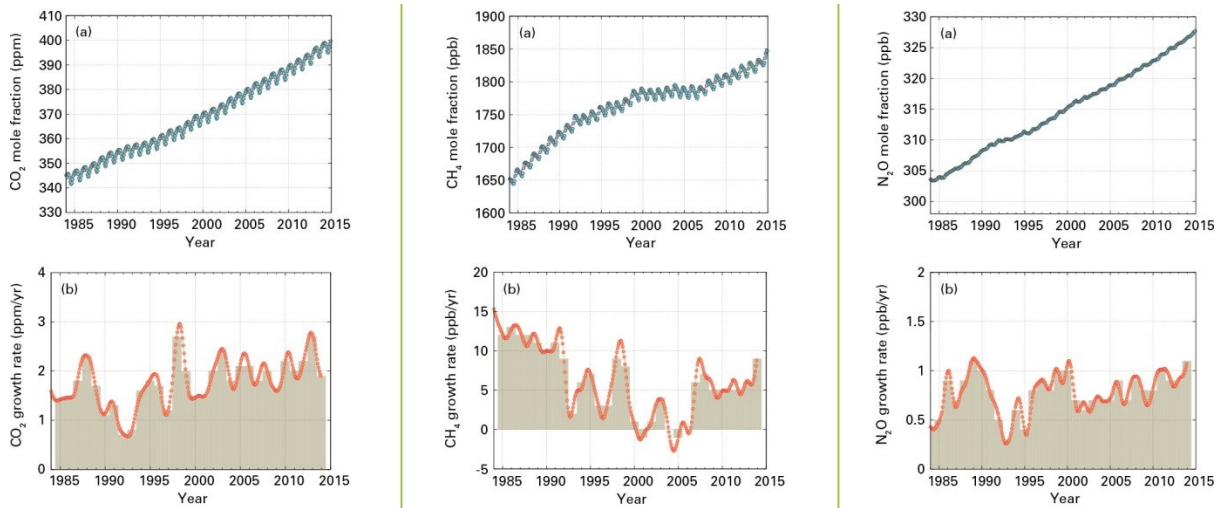 (a)
CO2 mole fraction (ppm)
400
390
380
370
360
350
340
330
1985 1990 1995 2000 2005 2010 2015
Year
(b)
CO2 growth rate (ppm/yr)
4
3
2
1
0
1985 1990 1995 2000 2005 2010 2015
Year
(a)
CH4 mole fraction (ppb)
1900
1850
1800
1750
1700
1650
1600
1985 1990 1995 2000 2005 2010 2015
Year
(b)
CH4 growth rate (ppb/yr)
20
15
10
5
0
-5
1985 1990 1995 2000 2005 2010 2015
Year
(a)
N2O mole fraction (ppb)
330
325
320
315
310
305
300
1985 1990 1995 2000 2005 2010 2015
Year
(b)
N2O growth rate (ppb/yr)
2
1.5
1
0.5
0
1985 1990 1995 2000 2005 2010 2015
Year